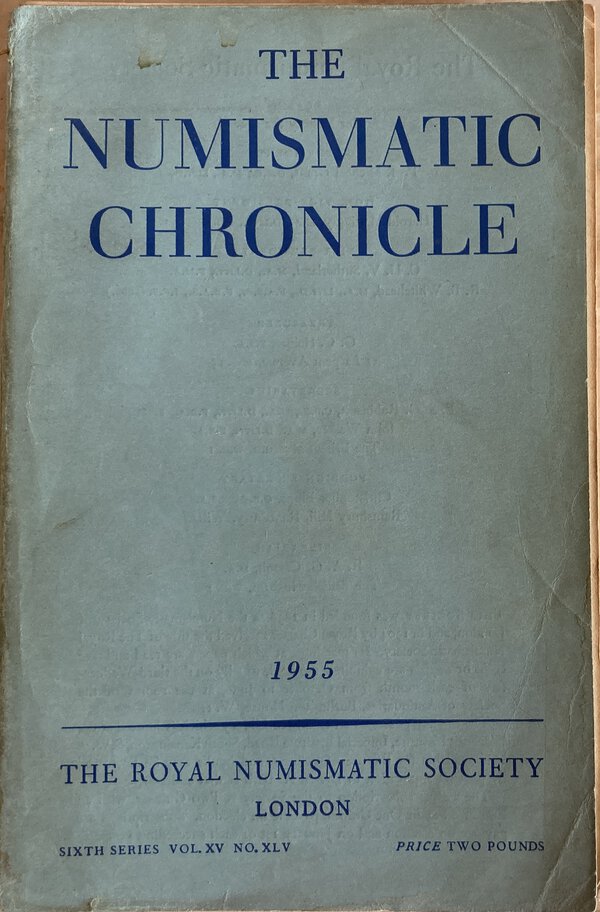 THE
NUMISMATIC
CHRONICLE
1955
THE ROYAL NUMISMATIC SOCIETY
LONDON
SIXTH SERIES VOL. XV NO. XLV PRICE TWO POUNDS